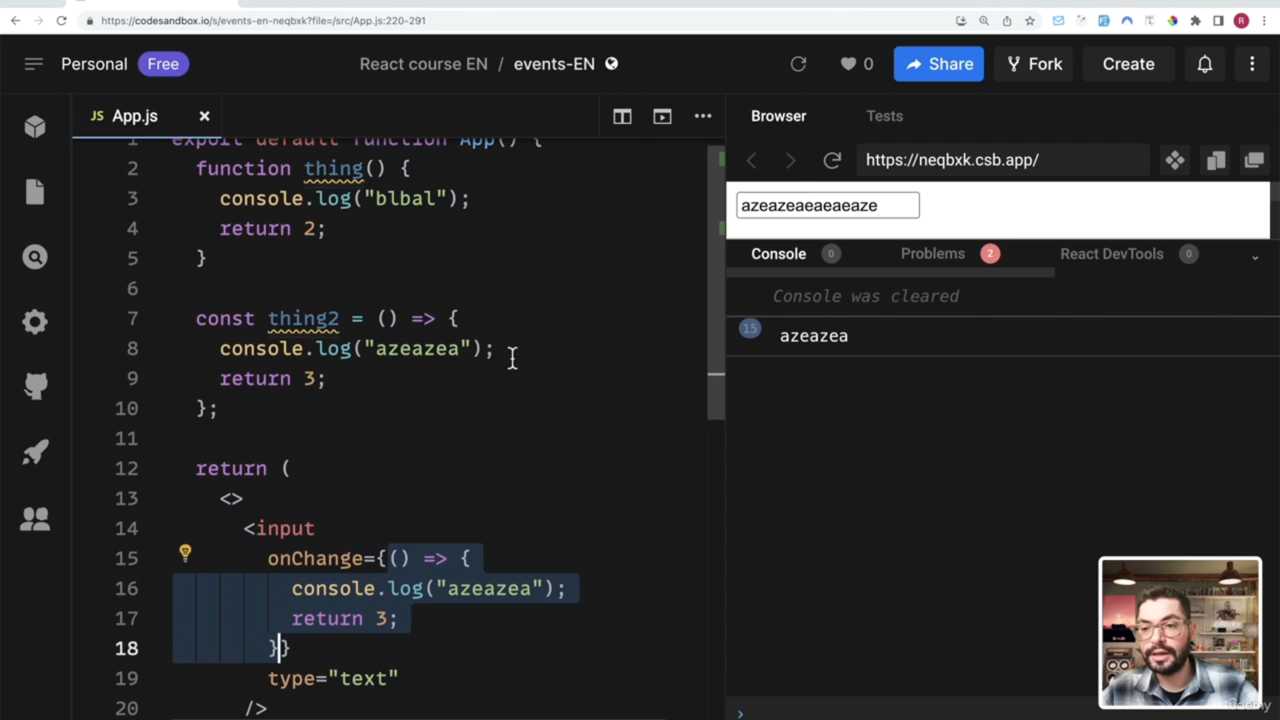 https://codesandbox.io/s/events-en-neqbxk?file=/src/App.js:220-291
R
Personal Free React course EN / events-EN 0 Share Fork Create
JS App.js
Browser Tests
https://neqbxk.csb.app/
azeazeaeaeaeaze
Console 0 Problems 2 React DevTools 0
Console was cleared
15 azeazea
1 export default function App() {
2 function thing() {
3 console.log("blbal");
4 return 2;
5 }
6
7 const thing2 = () => {
8 console.log("azeazea");
9 return 3;
10 };
11
12 return (
13 <>
14 <input
15 onChange={() => {
16 console.log("azeazea");
17 return 3;
18 }}
19 type="text"
20 />
›
udemy